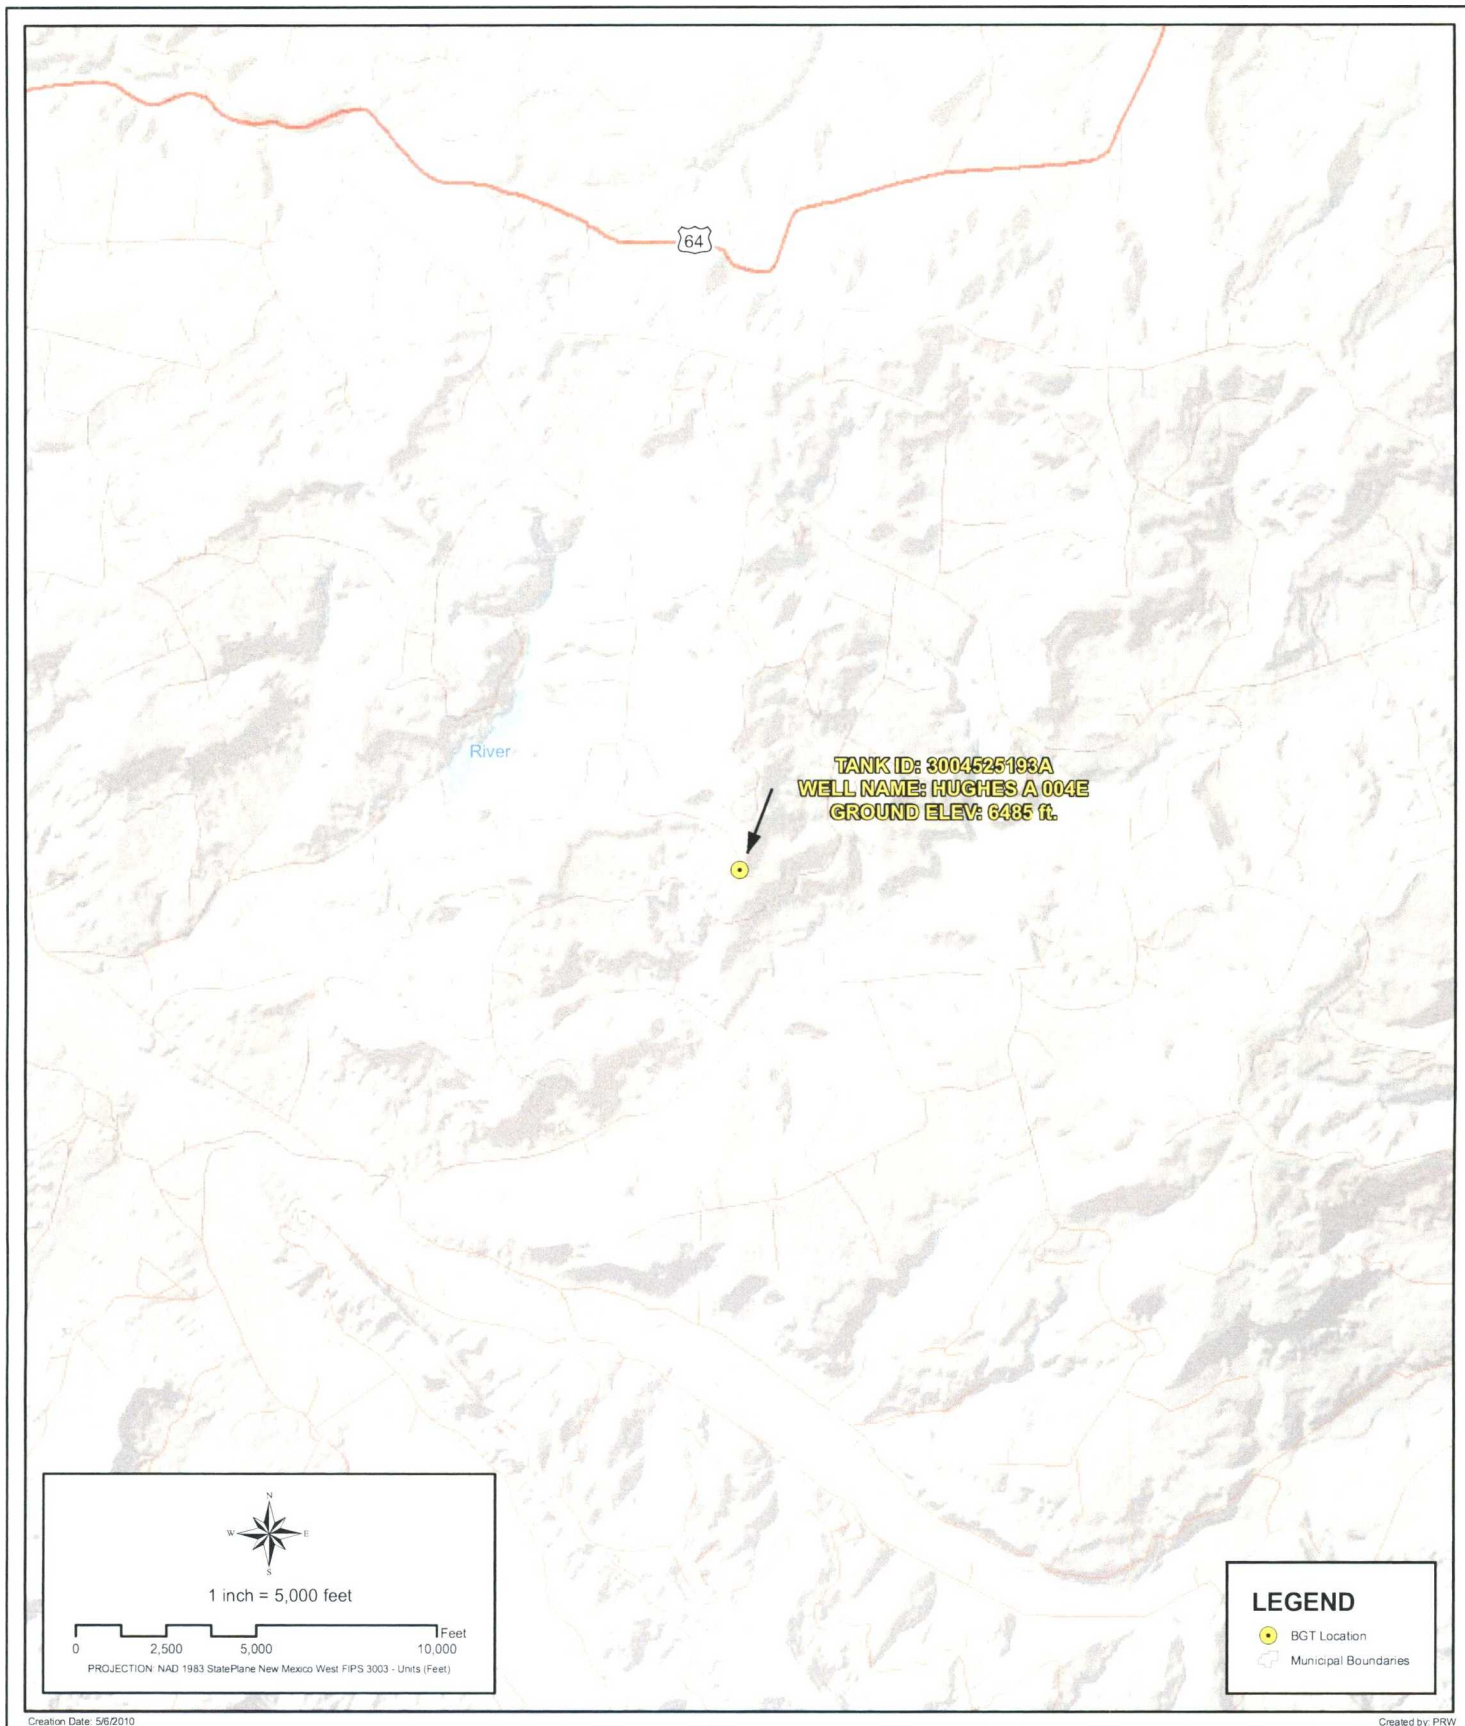 64
River
TANK ID: 3004525193A
WELL NAME: HUGHES A 004E
GROUND ELEV: 6485 ft.
N
W E
S
1 inch = 5,000 feet
Feet
0 2,500 5,000 10,000
PROJECTION: NAD 1983 StatePlane New Mexico West FIPS 3003 - Units (Feet)
LEGEND
BGT Location
Municipal Boundaries
Creation Date: 5/6/2010
Created by: PRW